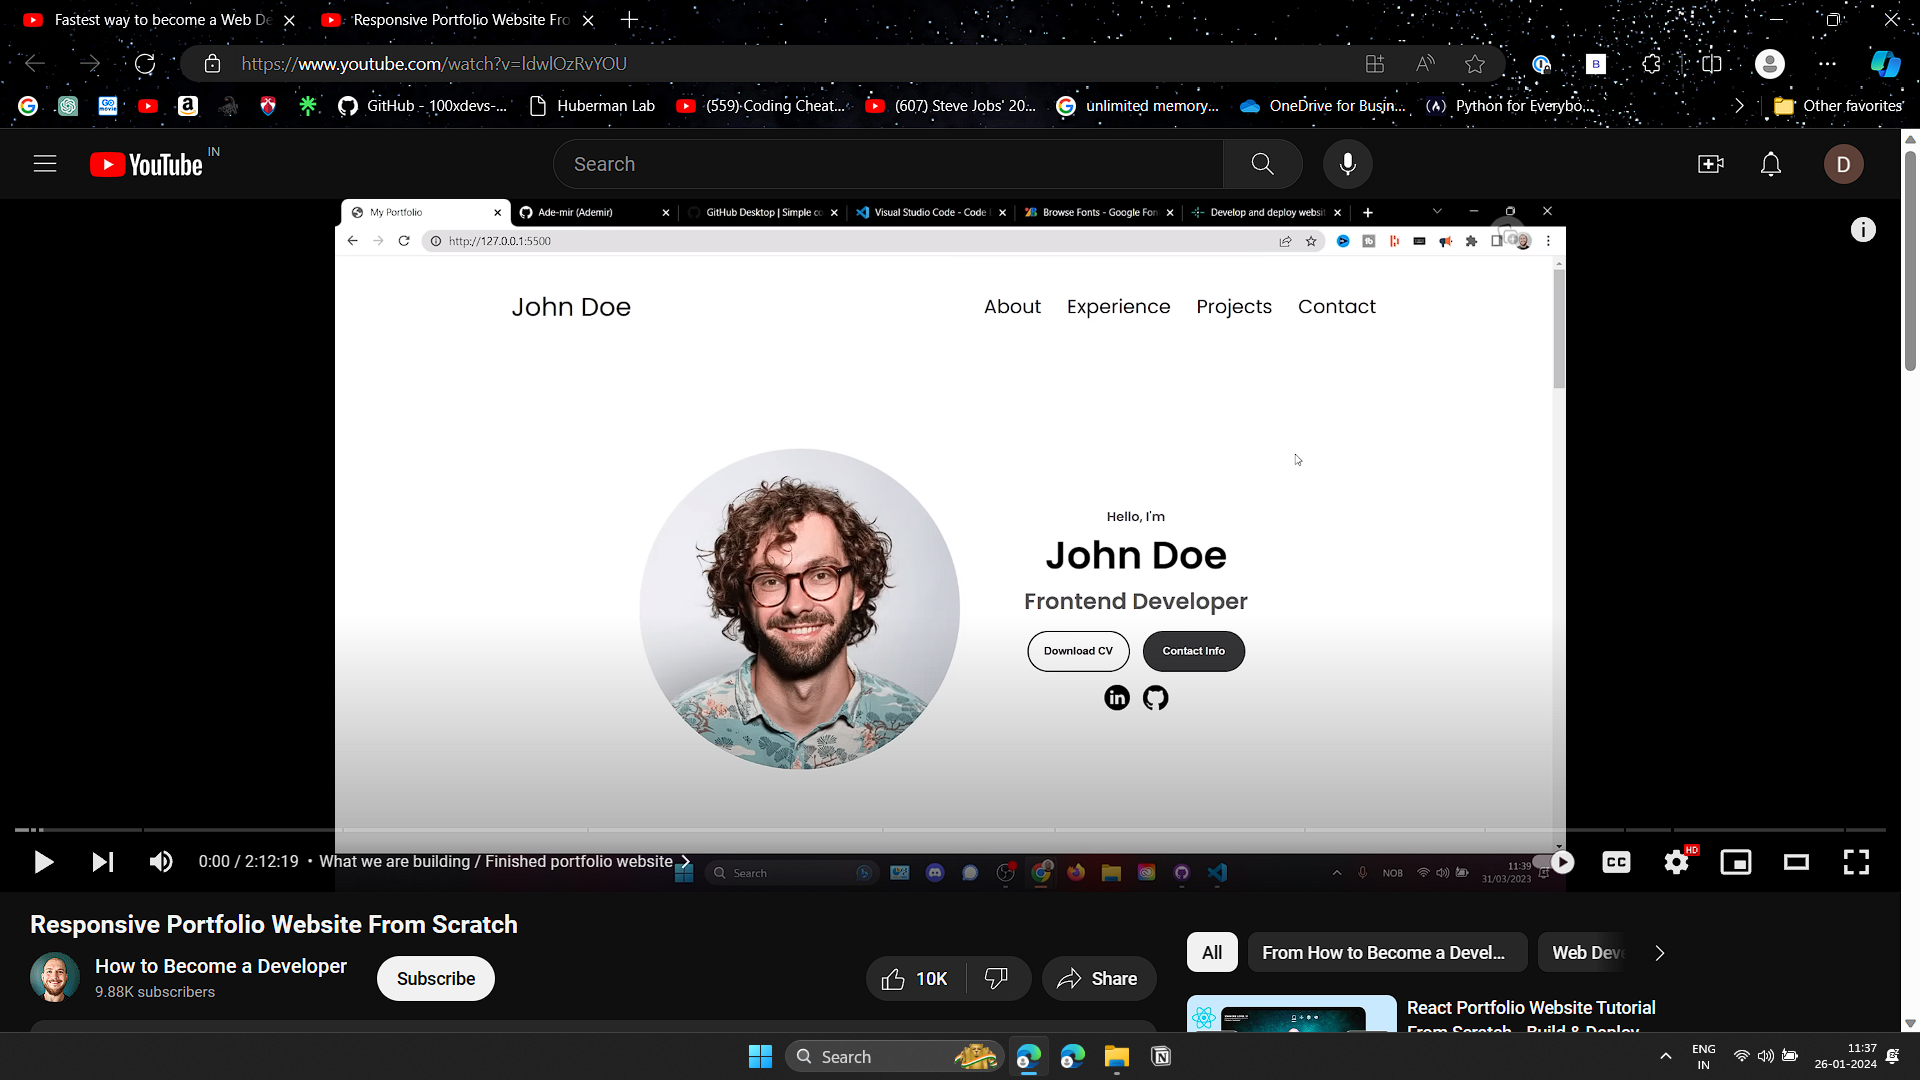 Fastest way to become a Web De
Responsive Portfolio Website Fro
https://www.youtube.com/watch?v=ldwlOzRvYOU
GitHub - 100xdevs-...
Huberman Lab
(559) Coding Cheat...
(607) Steve Jobs' 20...
unlimited memory...
OneDrive for Busin...
Python for Everybo...
Other favorites
YouTube IN
Search
D
My Portfolio
Ade-mir (Ademir)
GitHub Desktop | Simple co
Visual Studio Code - Code
Browse Fonts - Google Fon
Develop and deploy websit
http://127.0.0.1:5500
John Doe
About Experience Projects Contact
Hello, I'm
John Doe
Frontend Developer
Download CV
Contact Info
0:00 / 2:12:19 • What we are building / Finished portfolio website
Search
NOB
11:39
31/03/2023
CC
HD
Responsive Portfolio Website From Scratch
How to Become a Developer
9.88K subscribers
Subscribe
10K
Share
All
From How to Become a Devel...
Web Deve
React Portfolio Website Tutorial
From Scratch - Build & Deploy
Search
ENG
IN
11:37
26-01-2024